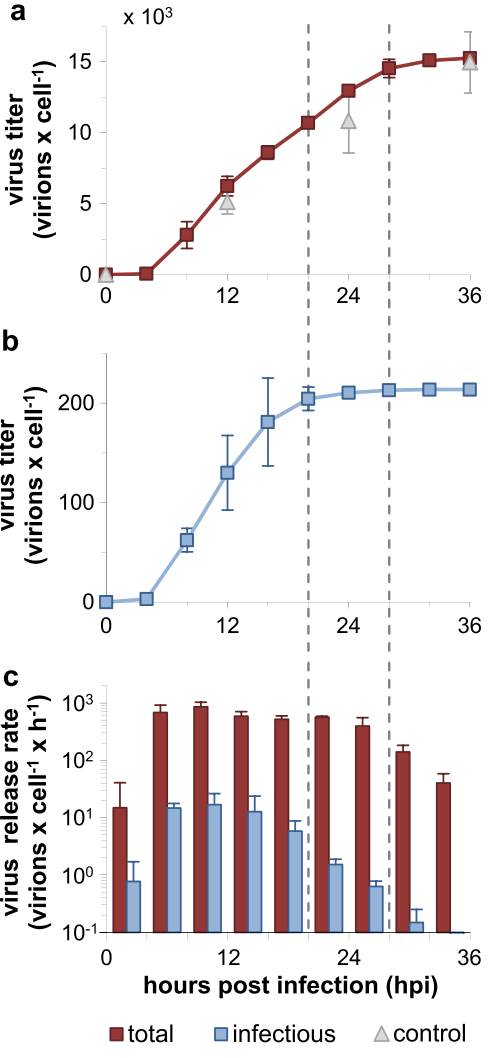 a
x 10³
virus titer
(virions x cell⁻¹)
15
10
5
0
0
12
24
36
b
virus titer
(virions x cell⁻¹)
200
100
0
0
12
24
36
c
virus release rate
(virions x cell⁻¹ x h⁻¹)
10³
10²
10¹
10⁰
10⁻¹
0
12
24
36
hours post infection (hpi)
total infectious control